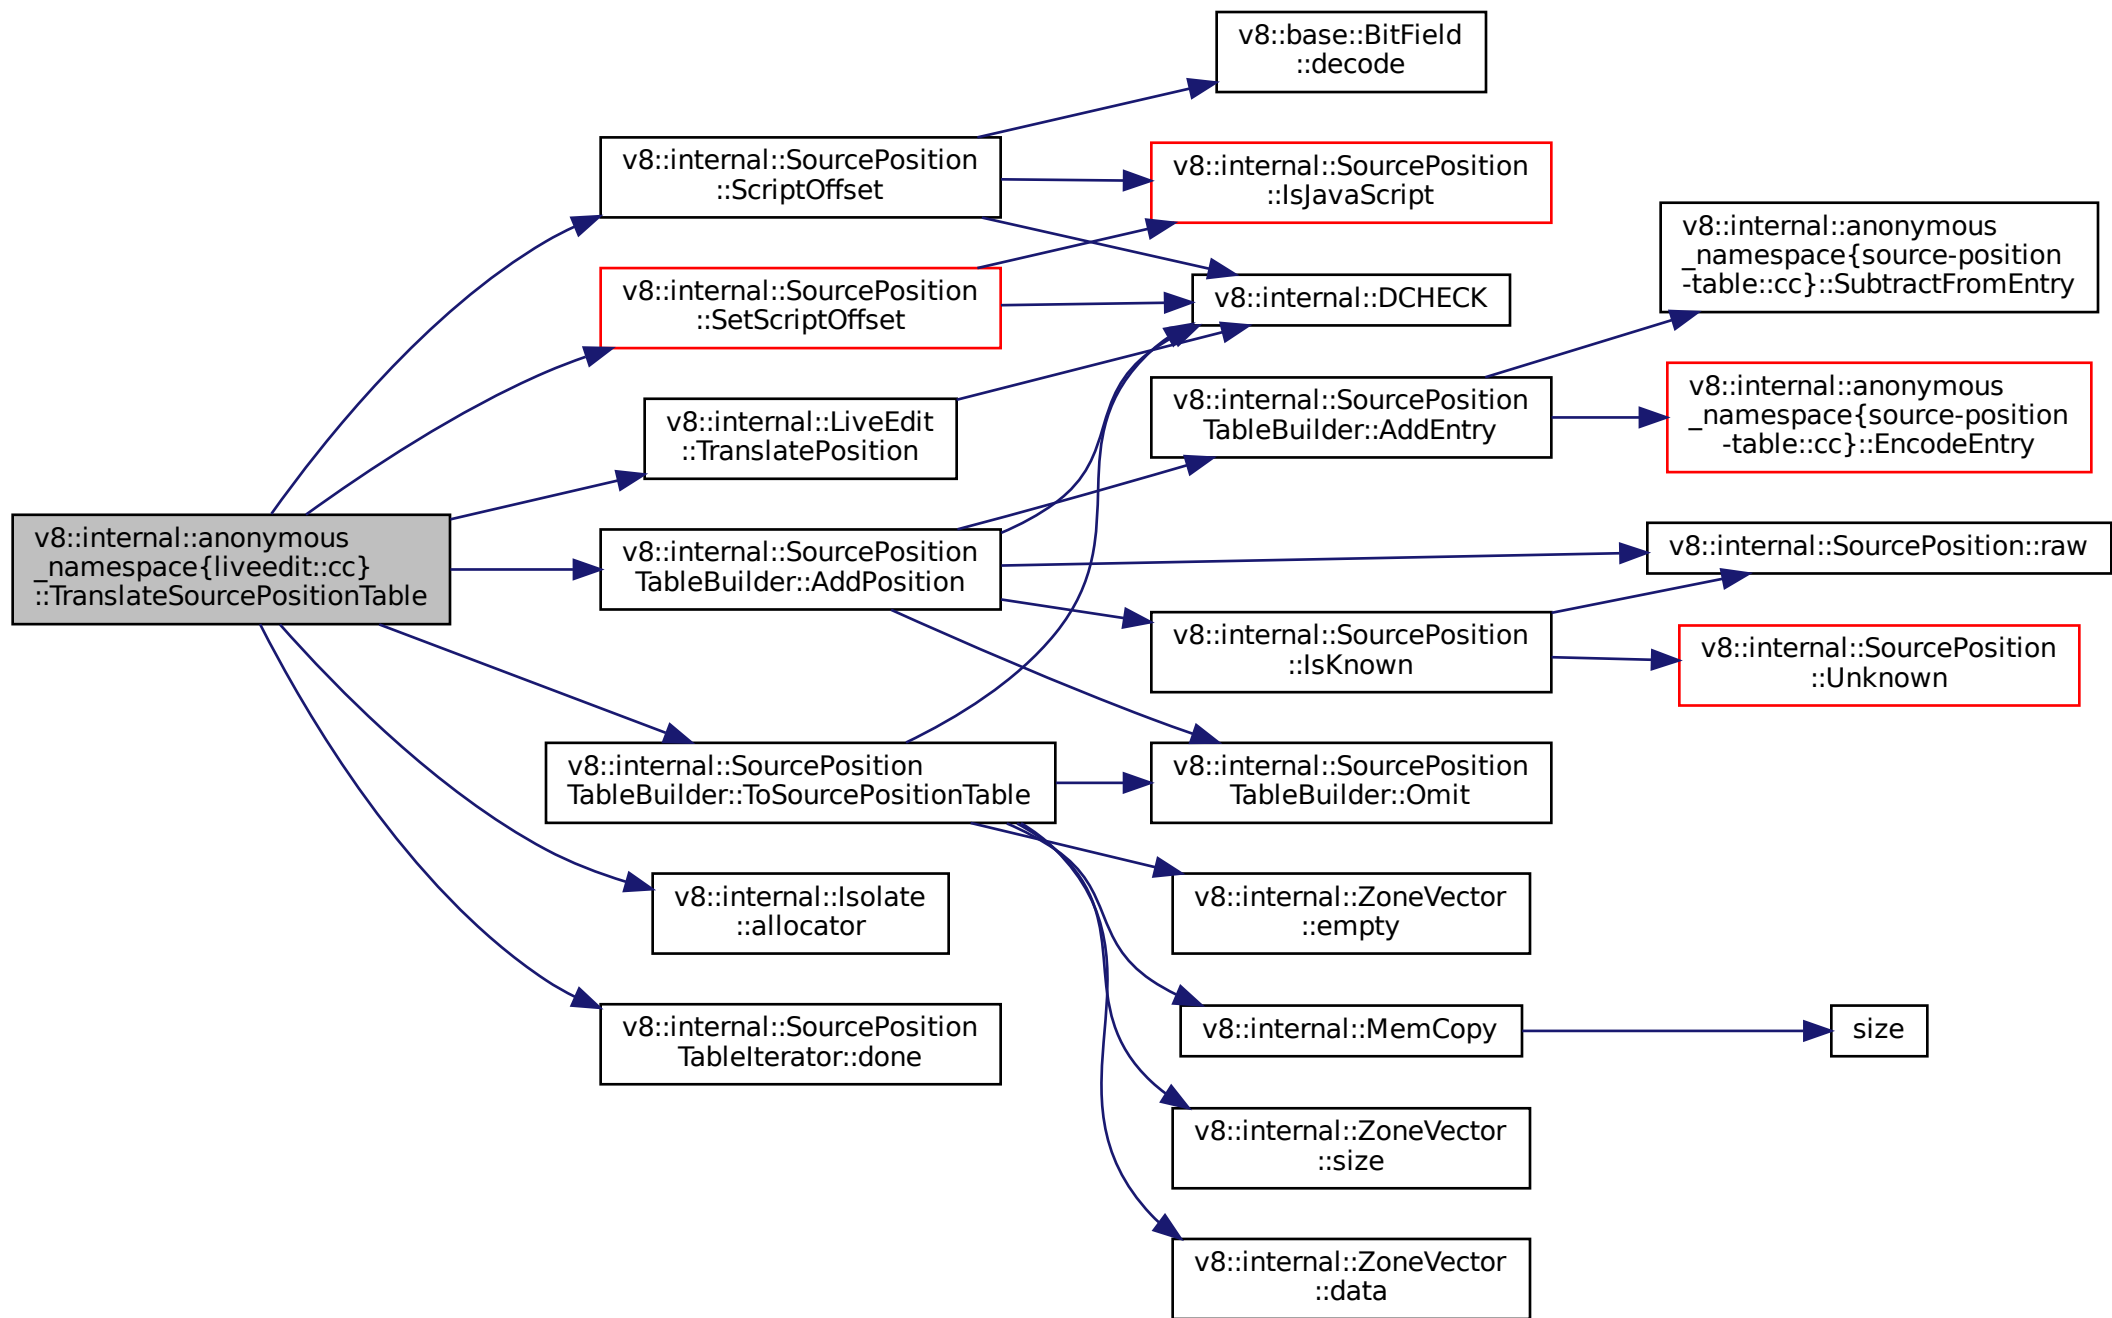 v8::internal::anonymous
_namespace{liveedit::cc}
::TranslateSourcePositionTable
v8::internal::SourcePosition
::ScriptOffset
v8::internal::SourcePosition
::SetScriptOffset
v8::internal::LiveEdit
::TranslatePosition
v8::internal::SourcePosition
TableBuilder::AddPosition
v8::internal::SourcePosition
TableBuilder::ToSourcePositionTable
v8::internal::Isolate
::allocator
v8::internal::SourcePosition
TableIterator::done
v8::base::BitField
::decode
v8::internal::SourcePosition
::IsJavaScript
v8::internal::DCHECK
v8::internal::SourcePosition
TableBuilder::AddEntry
v8::internal::SourcePosition
::IsKnown
v8::internal::SourcePosition
TableBuilder::Omit
v8::internal::ZoneVector
::empty
v8::internal::MemCopy
v8::internal::ZoneVector
::size
v8::internal::ZoneVector
::data
v8::internal::anonymous
_namespace{source-position
-table::cc}::SubtractFromEntry
v8::internal::anonymous
_namespace{source-position
-table::cc}::EncodeEntry
v8::internal::SourcePosition::raw
v8::internal::SourcePosition
::Unknown
size